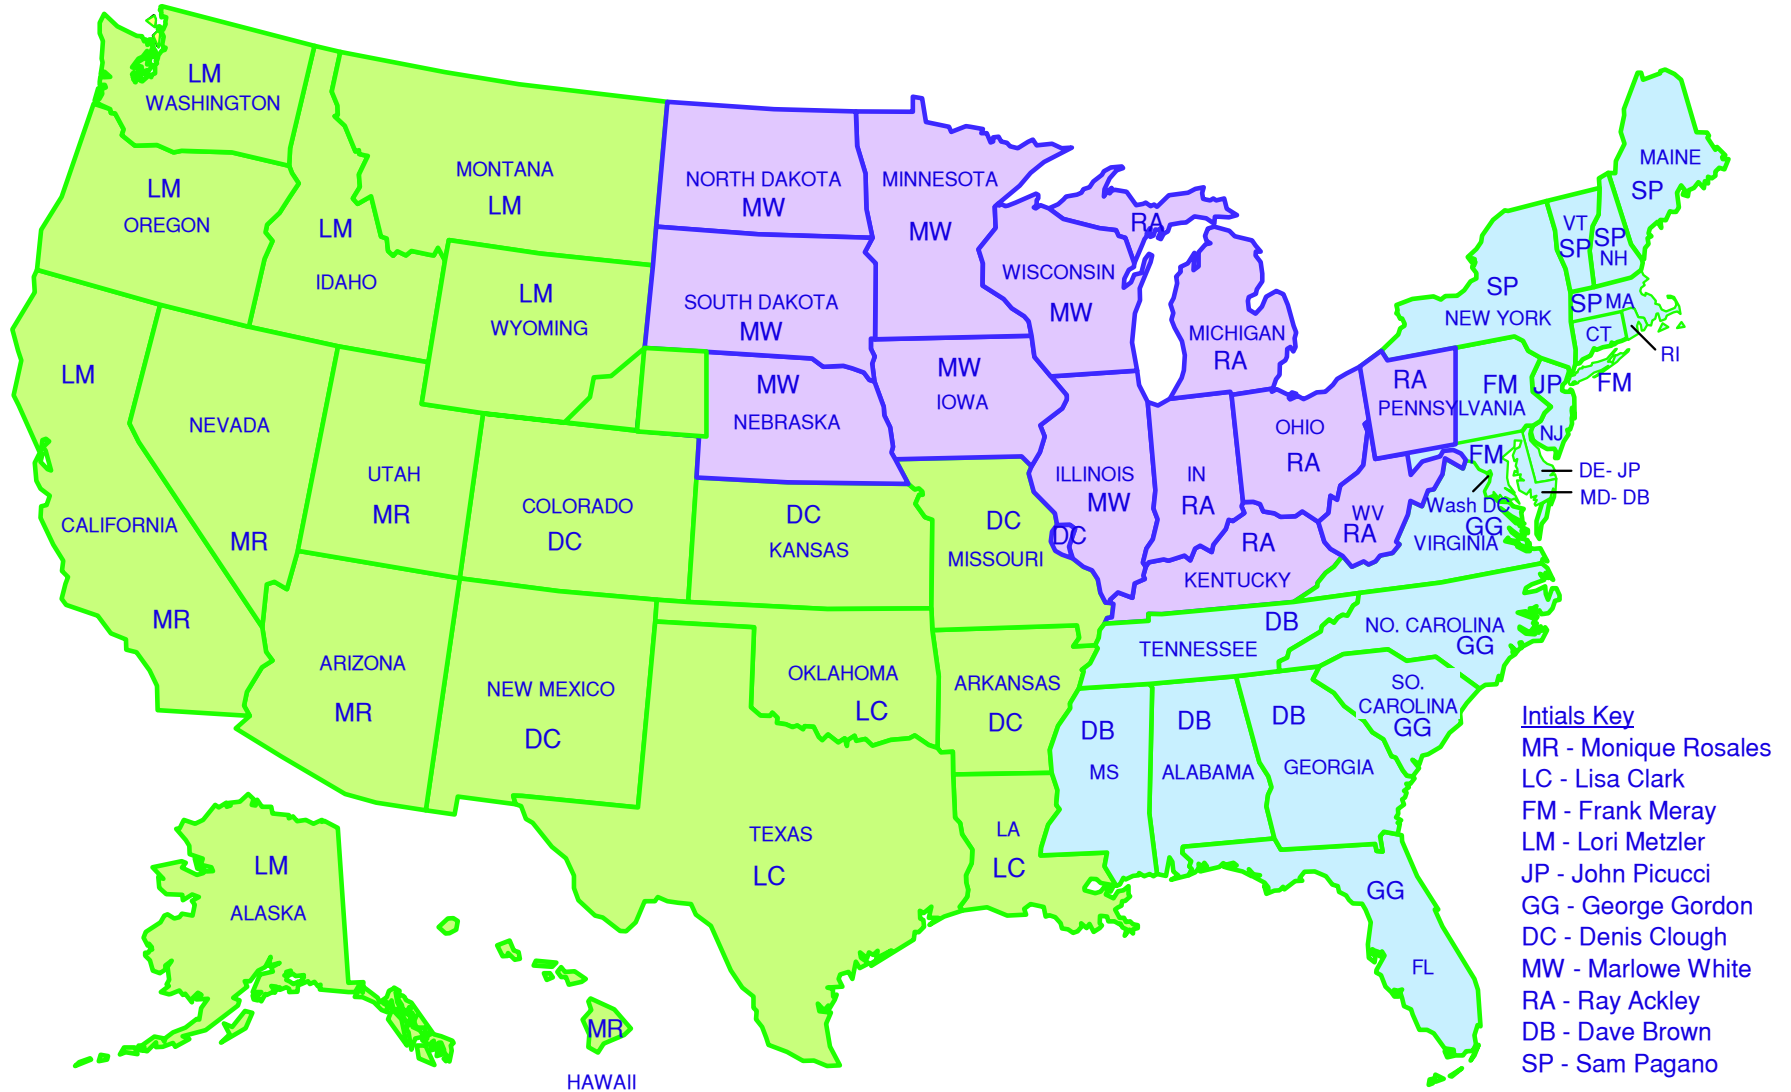 LM
WASHINGTON
LM
OREGON
LM
IDAHO
MONTANA
LM
LM
WYOMING
LM
CALIFORNIA
MR
NEVADA
MR
UTAH
MR
COLORADO
DC
ARIZONA
MR
NEW MEXICO
DC
NORTH DAKOTA
MW
SOUTH DAKOTA
MW
MW
NEBRASKA
DC
KANSAS
OKLAHOMA
LC
TEXAS
LC
MINNESOTA
MW
MW
IOWA
DC
MISSOURI
DC
ARKANSAS
DC
LA
LC
WISCONSIN
MW
ILLINOIS
MW
RA
MICHIGAN
RA
IN
RA
OHIO
RA
RA
KENTUCKY
WV
RA
RA
FM
PENNSYLVANIA
DB
TENNESSEE
DB
MS
DB
ALABAMA
DB
GEORGIA
GG
FL
SO.
CAROLINA
GG
NO. CAROLINA
GG
GG
VIRGINIA
Wash DC
FM
MAINE
SP
VT
SP
SP
NH
SP
NEW YORK
SP MA
CT
RI
FM
JP
NJ
DE- JP
MD- DB
LM
ALASKA
MR
HAWAII
Intials Key
MR - Monique Rosales
LC - Lisa Clark
FM - Frank Meray
LM - Lori Metzler
JP - John Picucci
GG - George Gordon
DC - Denis Clough
MW - Marlowe White
RA - Ray Ackley
DB - Dave Brown
SP - Sam Pagano